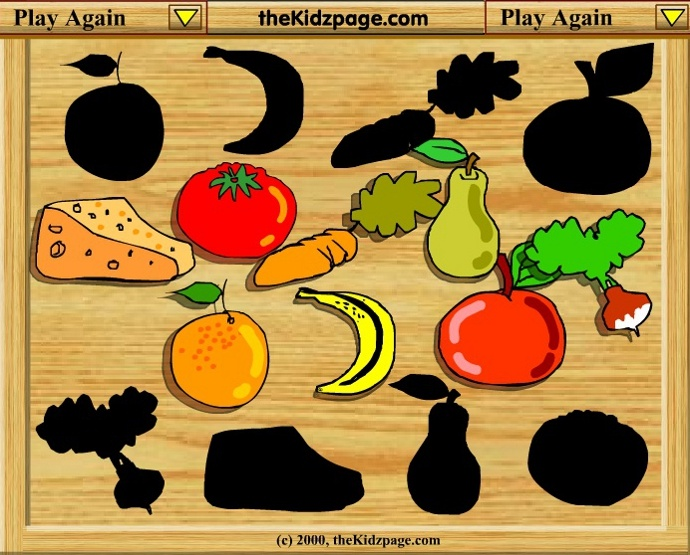 Play Again
theKidzpage.com
Play Again
(c) 2000, theKidzpage.com